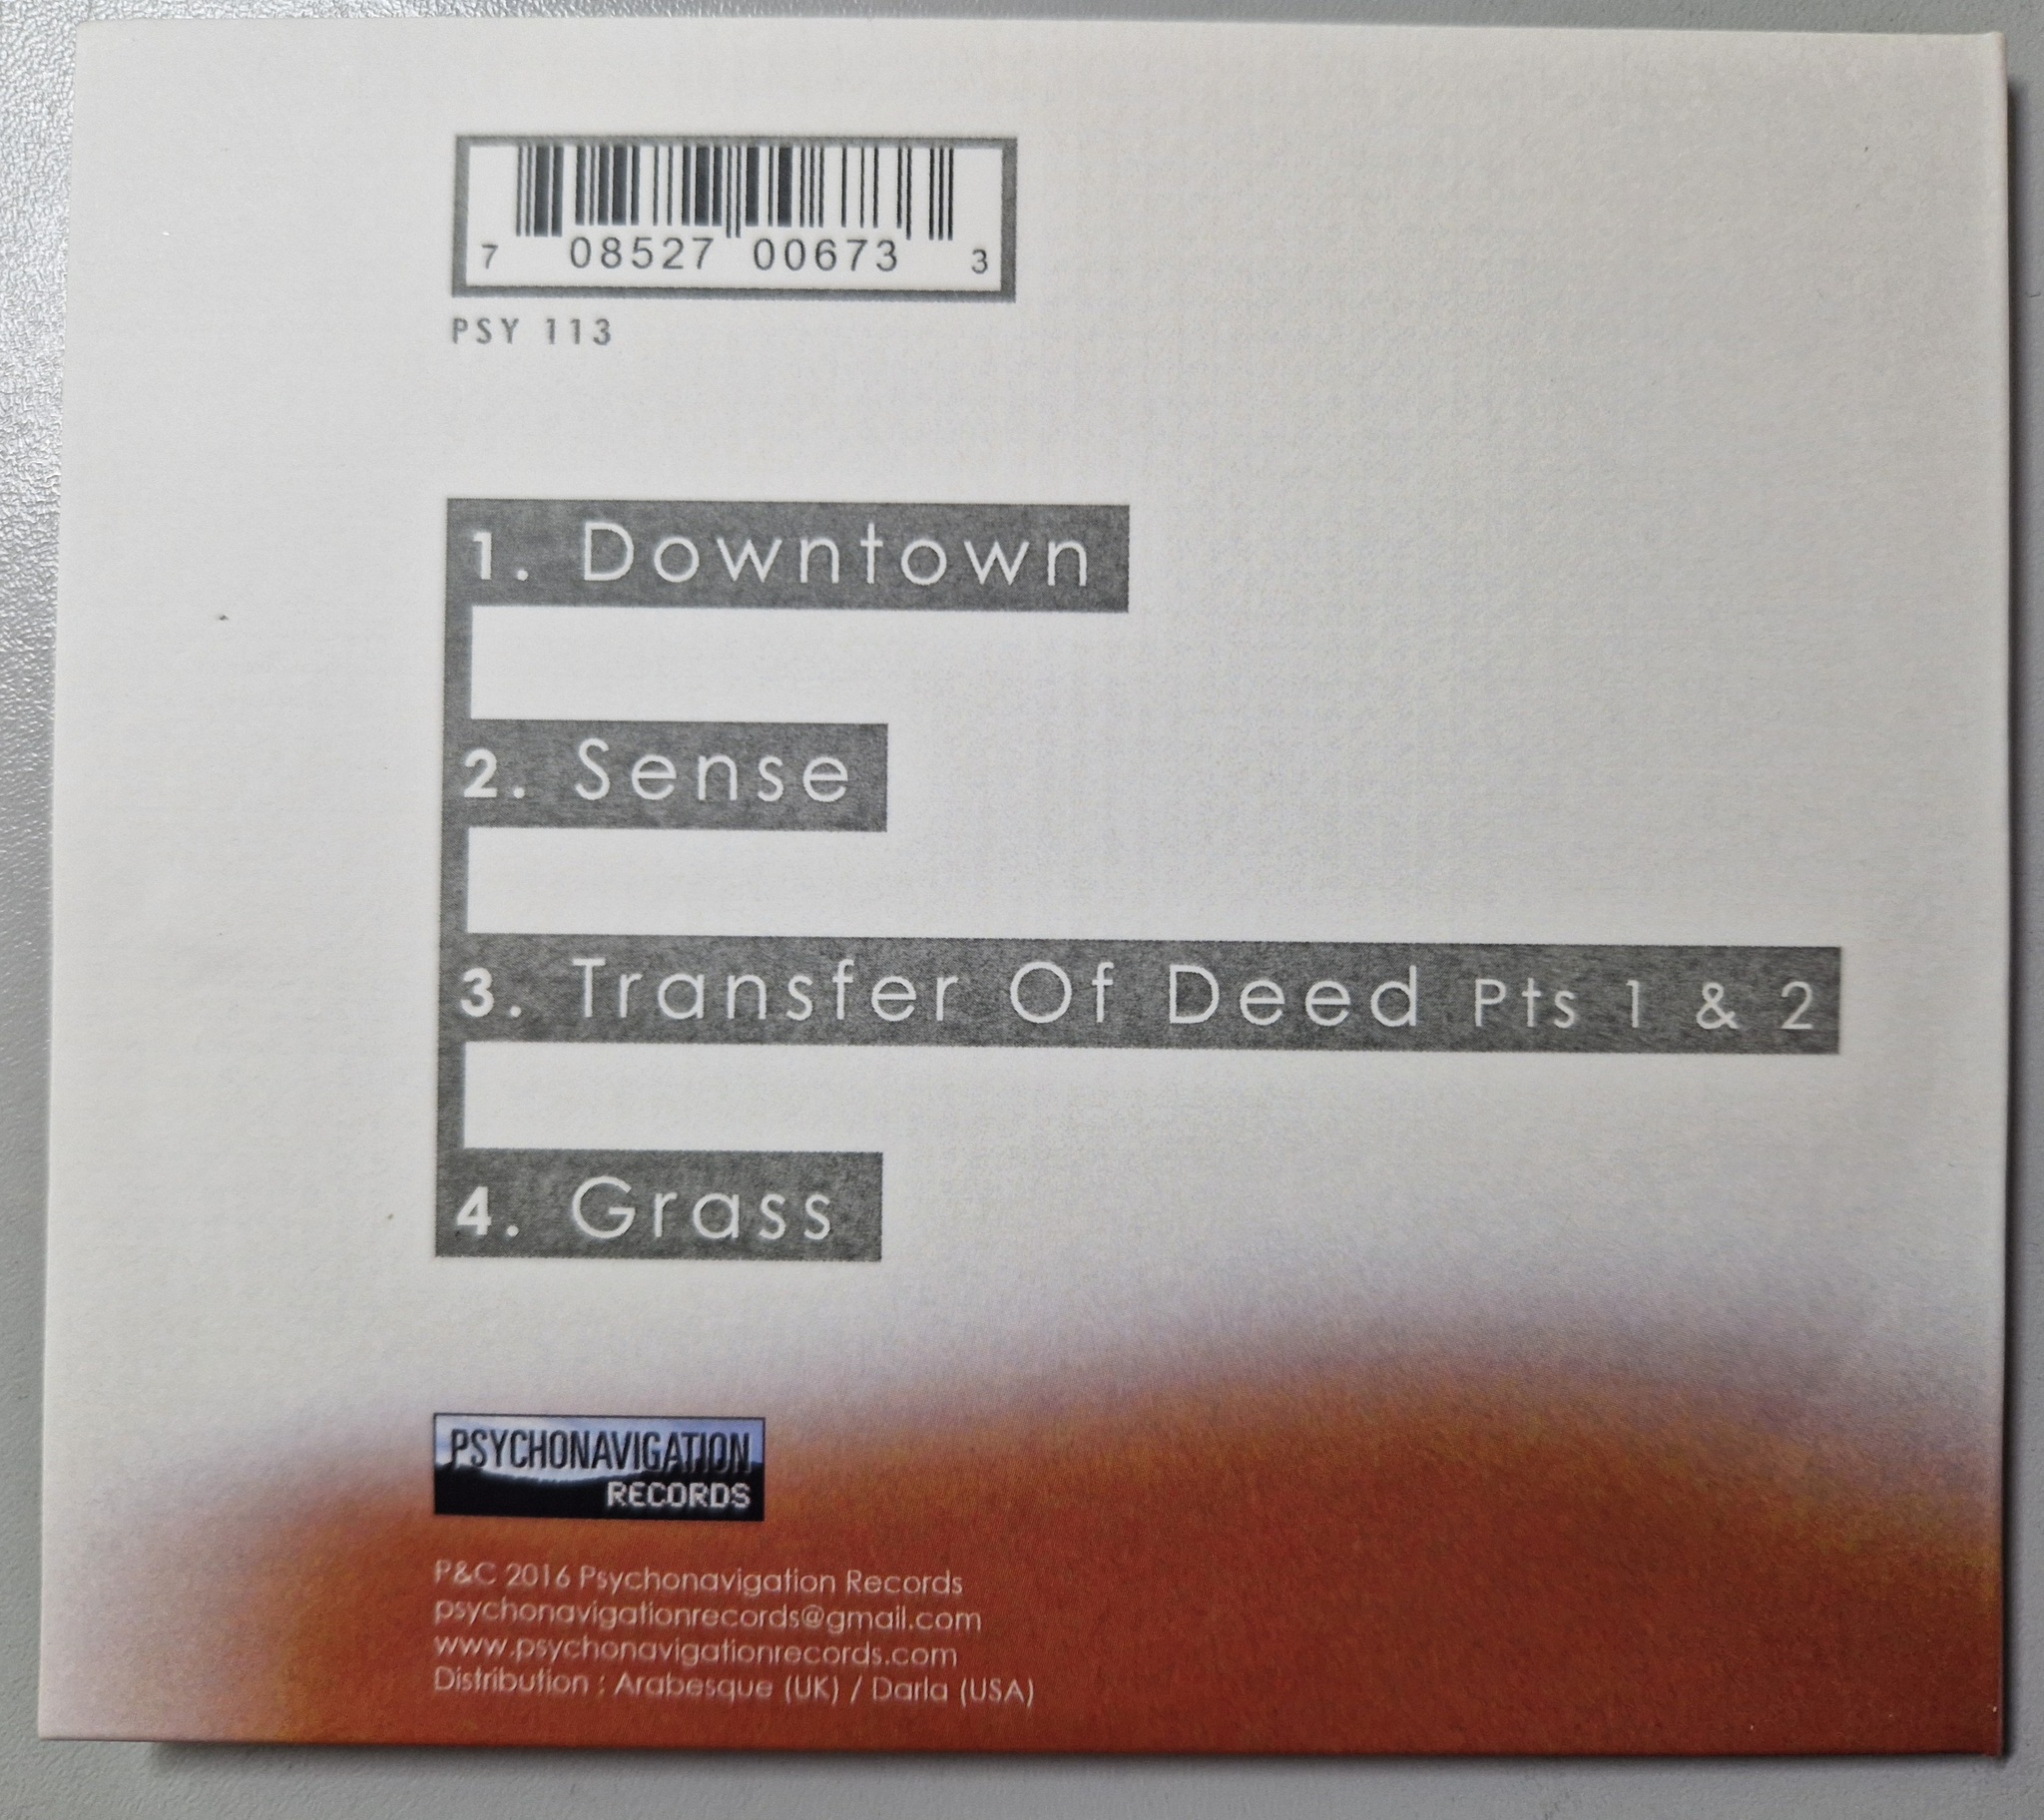 7 08527 00673 3
PSY 113
1. Downtown
2. Sense
3. Transfer Of Deed Pts 1 & 2
4. Grass
PSYCHONAVIGATION
RECORDS
P&C 2016 Psychonavigation Records
psychonavigationrecords@gmail.com
www.psychonavigationrecords.com
Distribution : Arabesque (UK) / Darla (USA)